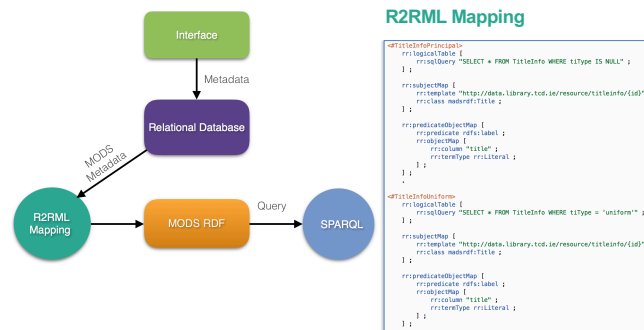 Interface
Metadata
Relational Database
MODS
Metadata
R2RML
Mapping
MODS RDF
Query
SPARQL
R2RML Mapping
<#TitleInfoPrincipal>
rr:logicalTable [
rr:sqlQuery "SELECT * FROM TitleInfo WHERE tiType IS NULL" ;
] ;
rr:subjectMap [
rr:template "http://data.library.tcd.ie/resource/titleinfo/{id}"
rr:class madsrdf:Title ;
] ;
rr:predicateObjectMap [
rr:predicate rdfs:label ;
rr:objectMap [
rr:column "title" ;
rr:termType rr:Literal ;
] ;
] ;
.
<#TitleInfoUniform>
rr:logicalTable [
rr:sqlQuery "SELECT * FROM TitleInfo WHERE tiType = 'uniform'" ;
] ;
rr:subjectMap [
rr:template "http://data.library.tcd.ie/resource/titleinfo/{id}"
rr:class madsrdf:Title ;
] ;
rr:predicateObjectMap [
rr:predicate rdfs:label ;
rr:objectMap [
rr:column "title" ;
rr:termType rr:Literal ;
] ;
] ;